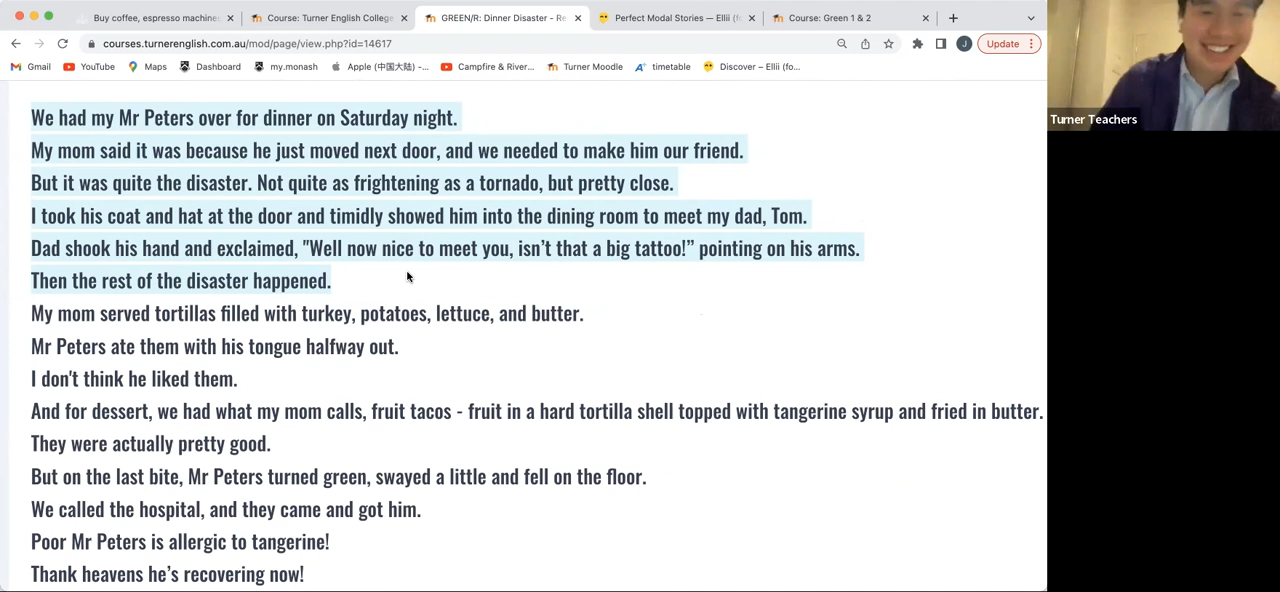 Buy coffee, espresso machine
Course: Turner English College
GREEN/R: Dinner Disaster - Re
Perfect Modal Stories — Ellii (f
Course: Green 1 & 2
courses.turnerenglish.com.au/mod/page/view.php?id=14617
J
Update
Gmail
YouTube
Maps
Dashboard
my.monash
Apple (中国大陆) -...
Campfire & River...
Turner Moodle
timetable
Discover – Ellii (fo...
We had my Mr Peters over for dinner on Saturday night.
My mom said it was because he just moved next door, and we needed to make him our friend.
But it was quite the disaster. Not quite as frightening as a tornado, but pretty close.
I took his coat and hat at the door and timidly showed him into the dining room to meet my dad, Tom.
Dad shook his hand and exclaimed, "Well now nice to meet you, isn’t that a big tattoo!” pointing on his arms.
Then the rest of the disaster happened.
My mom served tortillas filled with turkey, potatoes, lettuce, and butter.
Mr Peters ate them with his tongue halfway out.
I don't think he liked them.
And for dessert, we had what my mom calls, fruit tacos - fruit in a hard tortilla shell topped with tangerine syrup and fried in butter.
They were actually pretty good.
But on the last bite, Mr Peters turned green, swayed a little and fell on the floor.
We called the hospital, and they came and got him.
Poor Mr Peters is allergic to tangerine!
Thank heavens he’s recovering now!
Turner Teachers